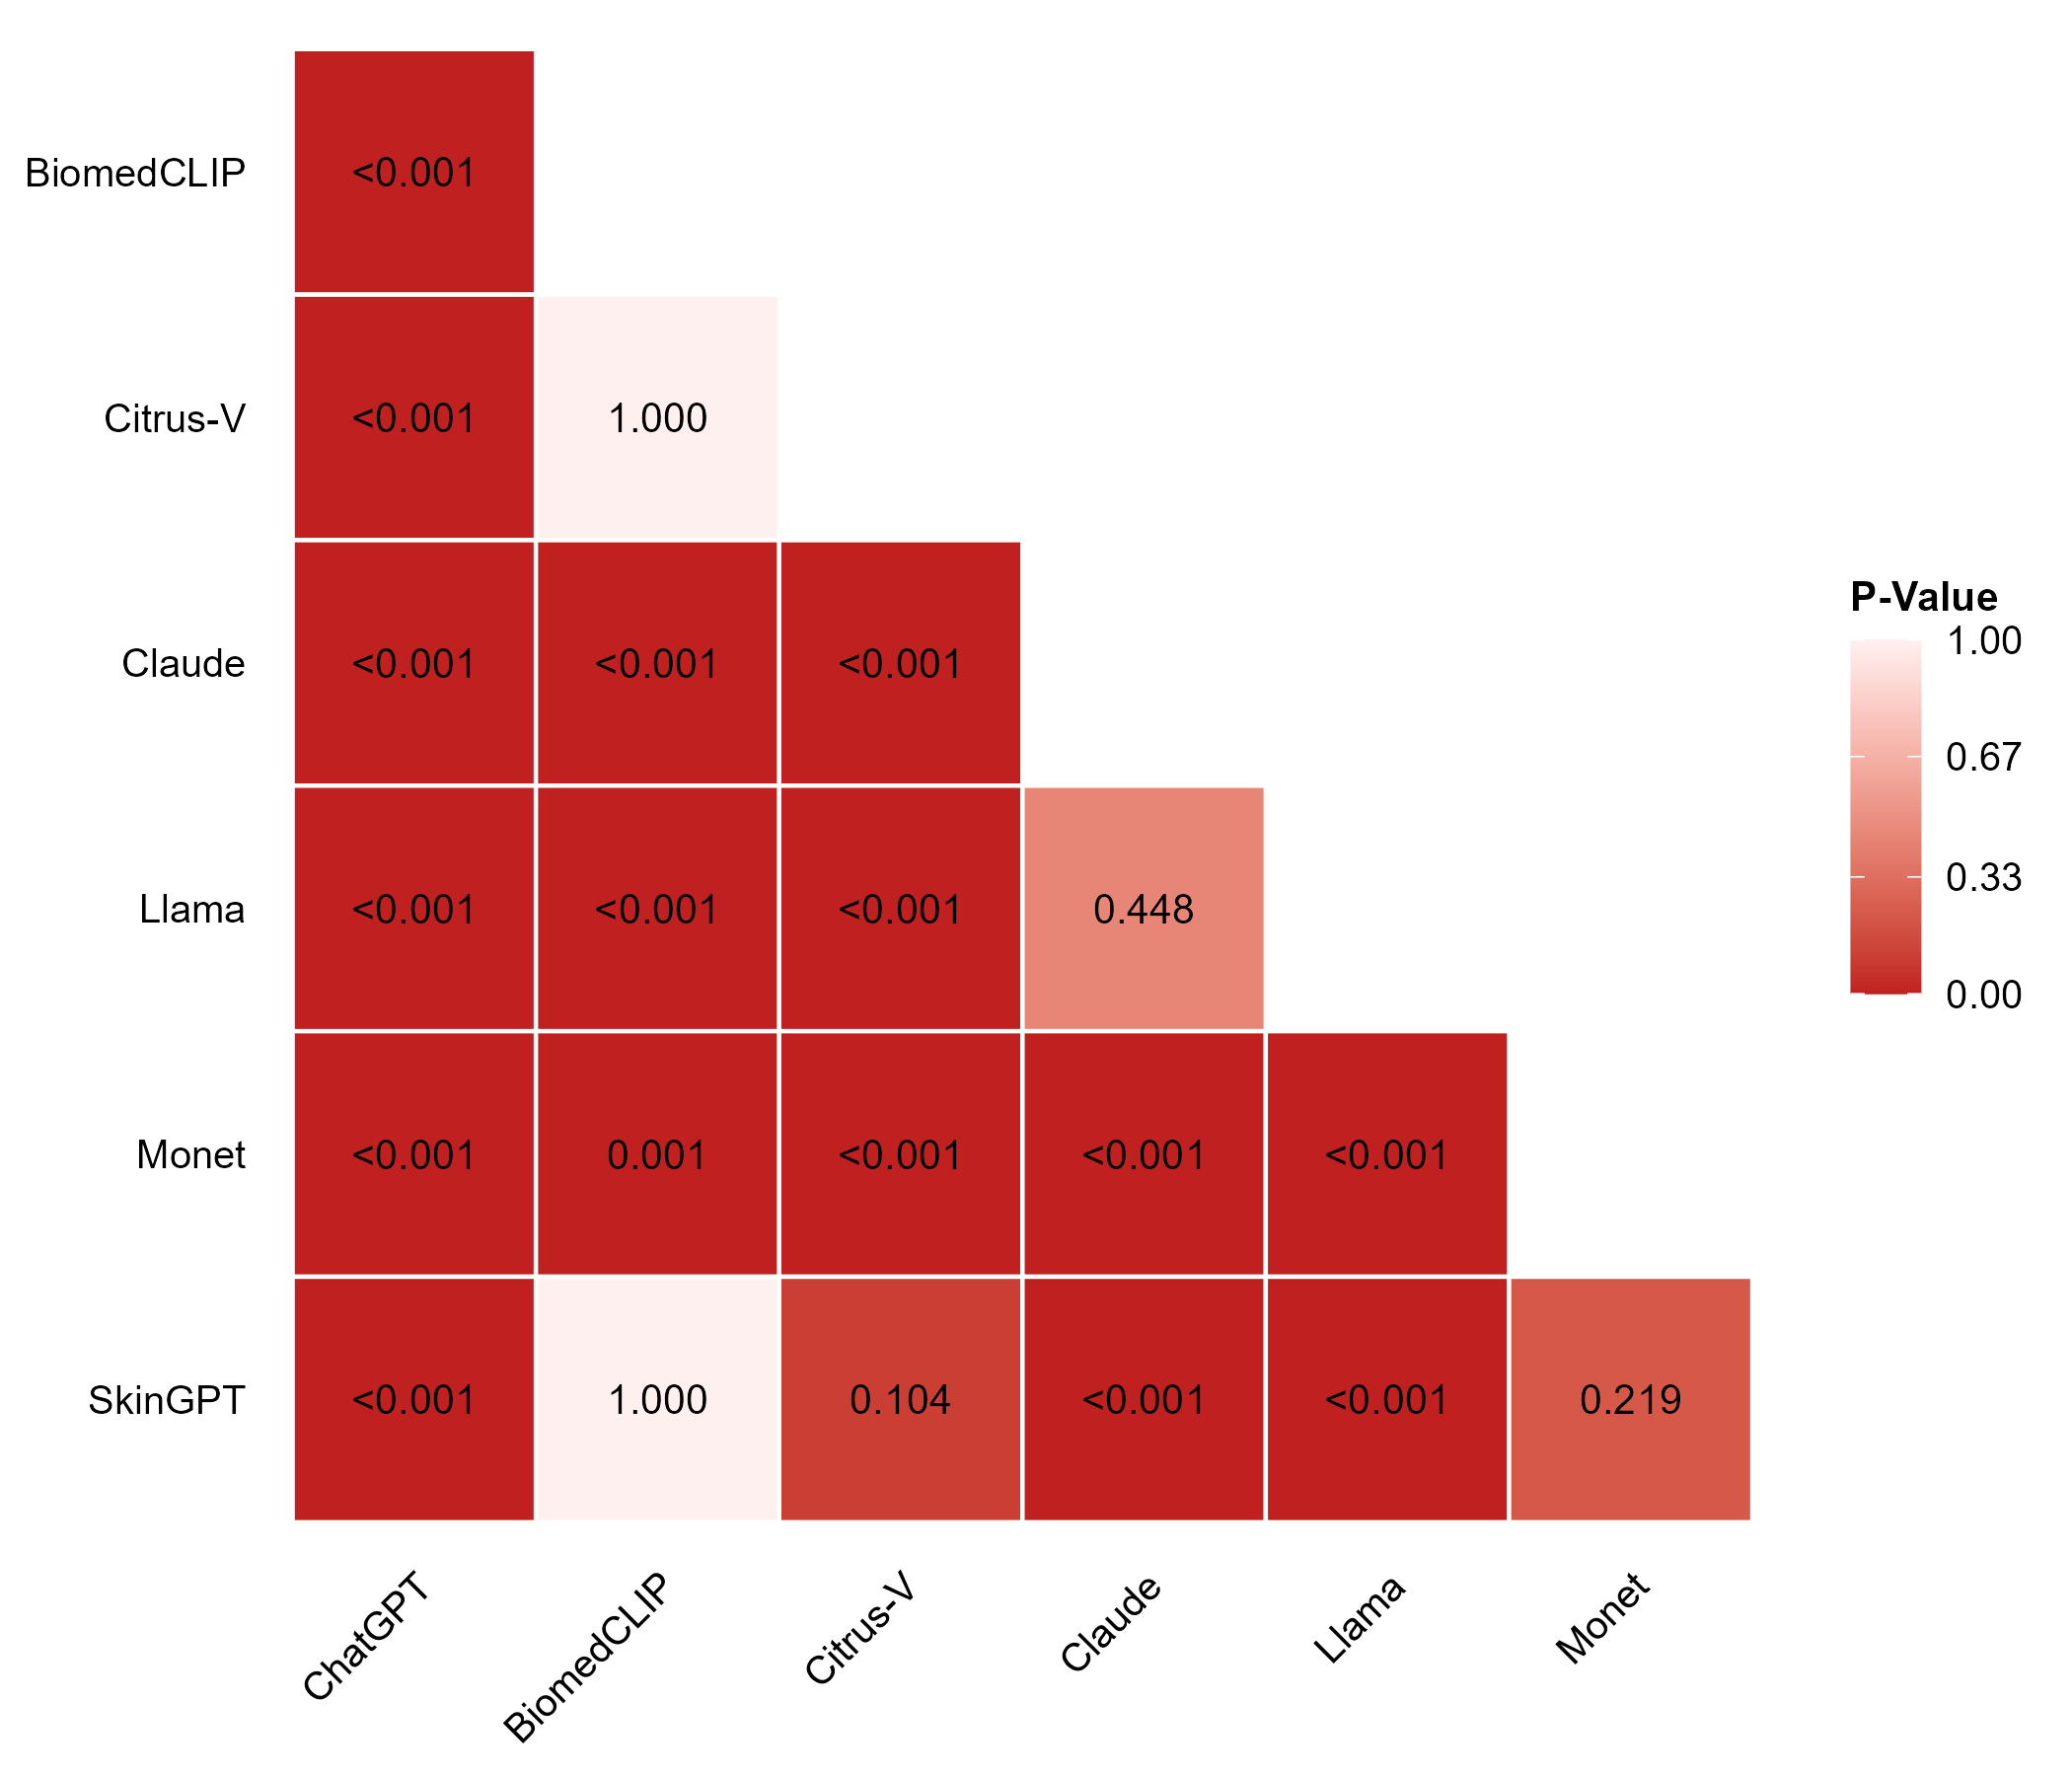 BiomedCLIP <0.001
Citrus-V <0.001 1.000
Claude <0.001 <0.001 <0.001
Llama <0.001 <0.001 <0.001 0.448
Monet <0.001 0.001 <0.001 <0.001 <0.001
SkinGPT <0.001 1.000 0.104 <0.001 <0.001 0.219
ChatGPT BiomedCLIP Citrus-V Claude Llama Monet
P-Value
1.00
0.67
0.33
0.00